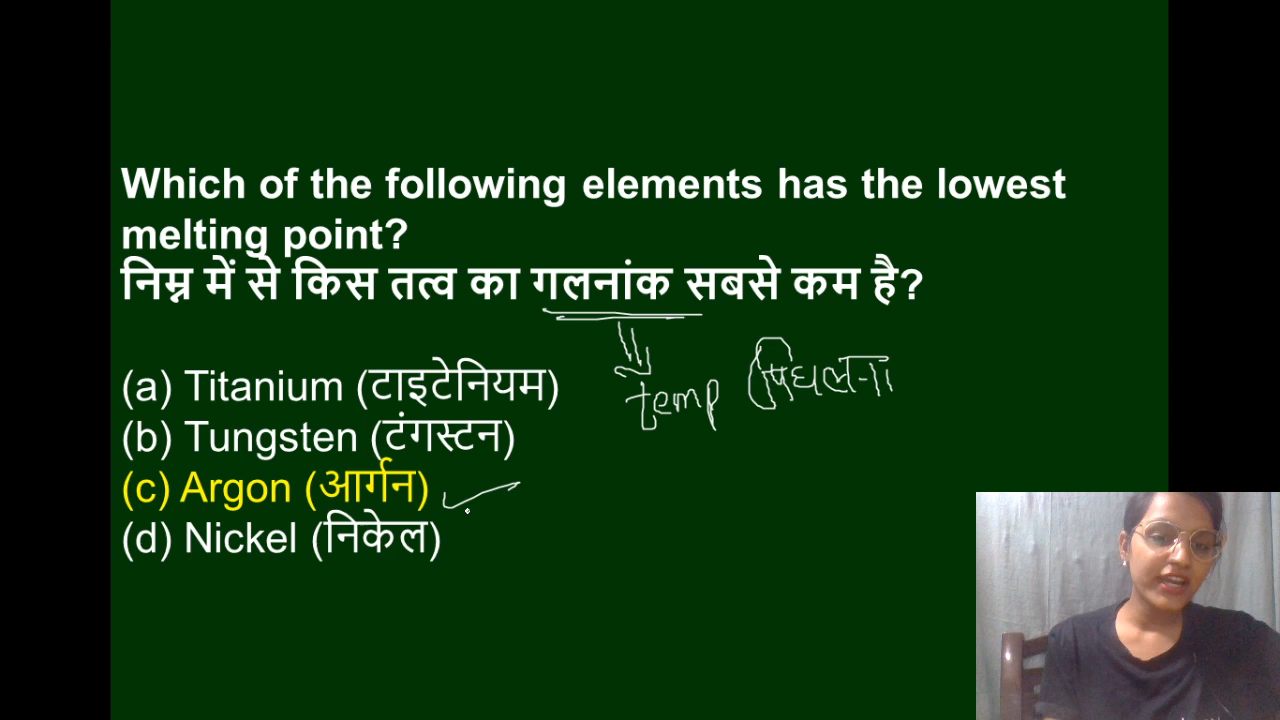 Which of the following elements has the lowest
melting point?
निम्न में से किस तत्व का गलनांक सबसे कम है?
(a) Titanium (टाइटेनियम)
temp (पिघलना
(b) Tungsten (टंगस्टन)
(c) Argon (आर्गन)
(d) Nickel (निकेल)